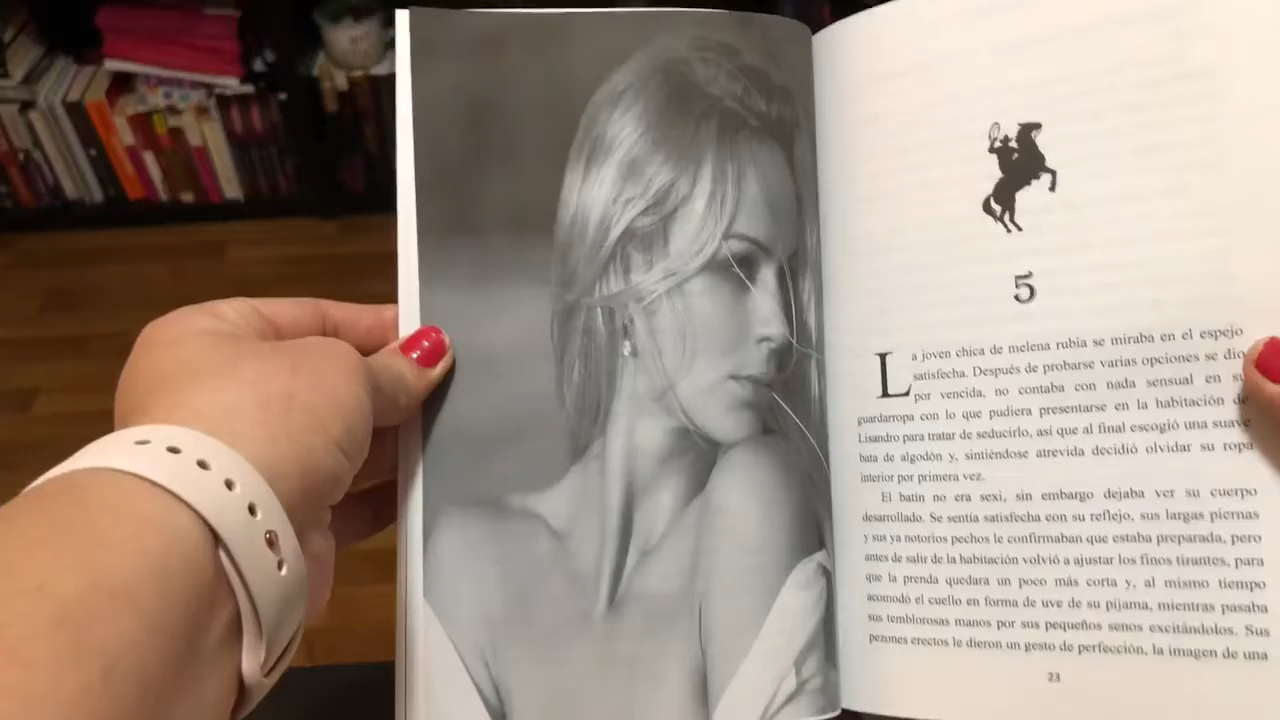 5
La joven chica de melena rubia se miraba en el espejo
satisfecha. Después de probarse varias opciones se dio
por vencida, no contaba con nada sensual en su
guardarropa con lo que pudiera presentarse en la habitación de
Lisandro para tratar de seducirlo, así que al final escogió una suave
bata de algodón y, sintiéndose atrevida decidió olvidar su ropa
interior por primera vez.
El batín no era sexi, sin embargo dejaba ver su cuerpo
desarrollado. Se sentía satisfecha con su reflejo, sus largas piernas
y sus ya notorios pechos le confirmaban que estaba preparada, pero
antes de salir de la habitación volvió a ajustar los finos tirantes, para
que la prenda quedara un poco más corta y, al mismo tiempo
acomodó el cuello en forma de uve de su pijama, mientras pasaba
sus temblorosas manos por sus pequeños senos excitándolos. Sus
pezones erectos le dieron un gesto de perfección, la imagen de una
23